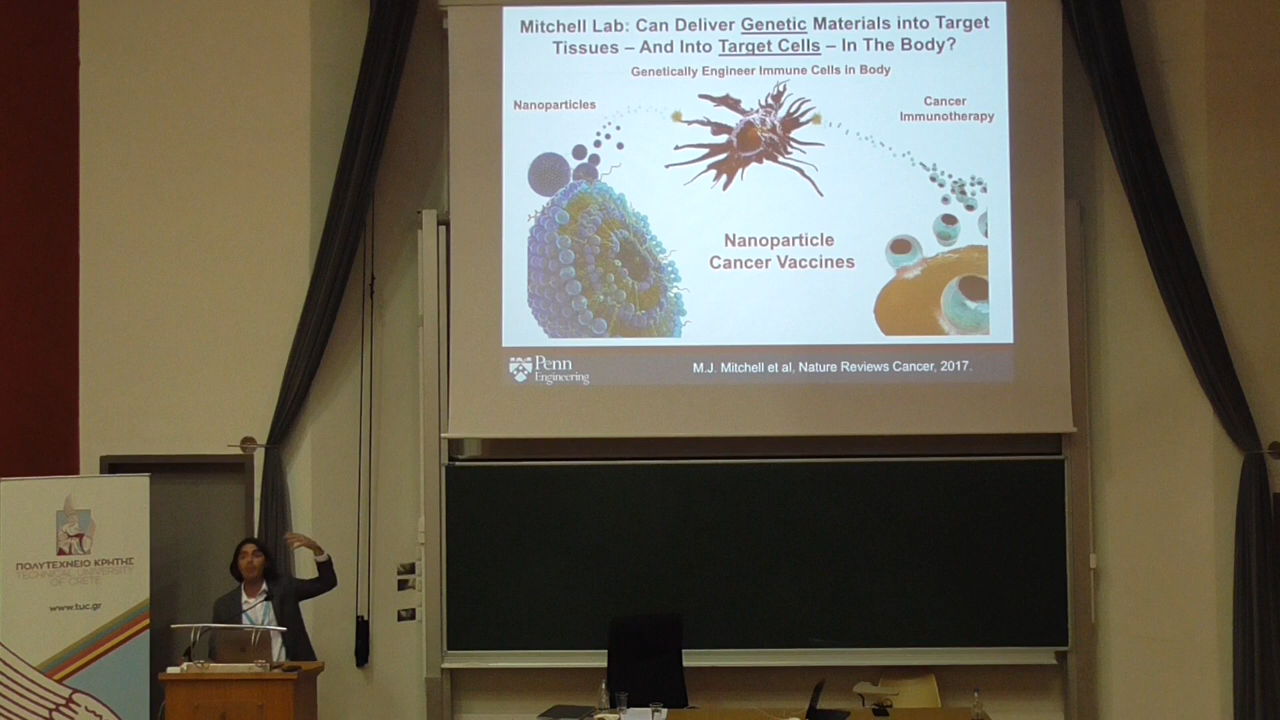 Mitchell Lab: Can Deliver Genetic Materials into Target
Tissues – And Into Target Cells – In The Body?
Genetically Engineer Immune Cells in Body
Nanoparticles
Cancer
Immunotherapy
Nanoparticle
Cancer Vaccines
Penn
Engineering
M.J. Mitchell et al, Nature Reviews Cancer, 2017.
ΠΟΛΥΤΕΧΝΕΙΟ ΚΡΗΤΗΣ
TECHNICAL UNIVERSITY
OF CRETE
www.tuc.gr